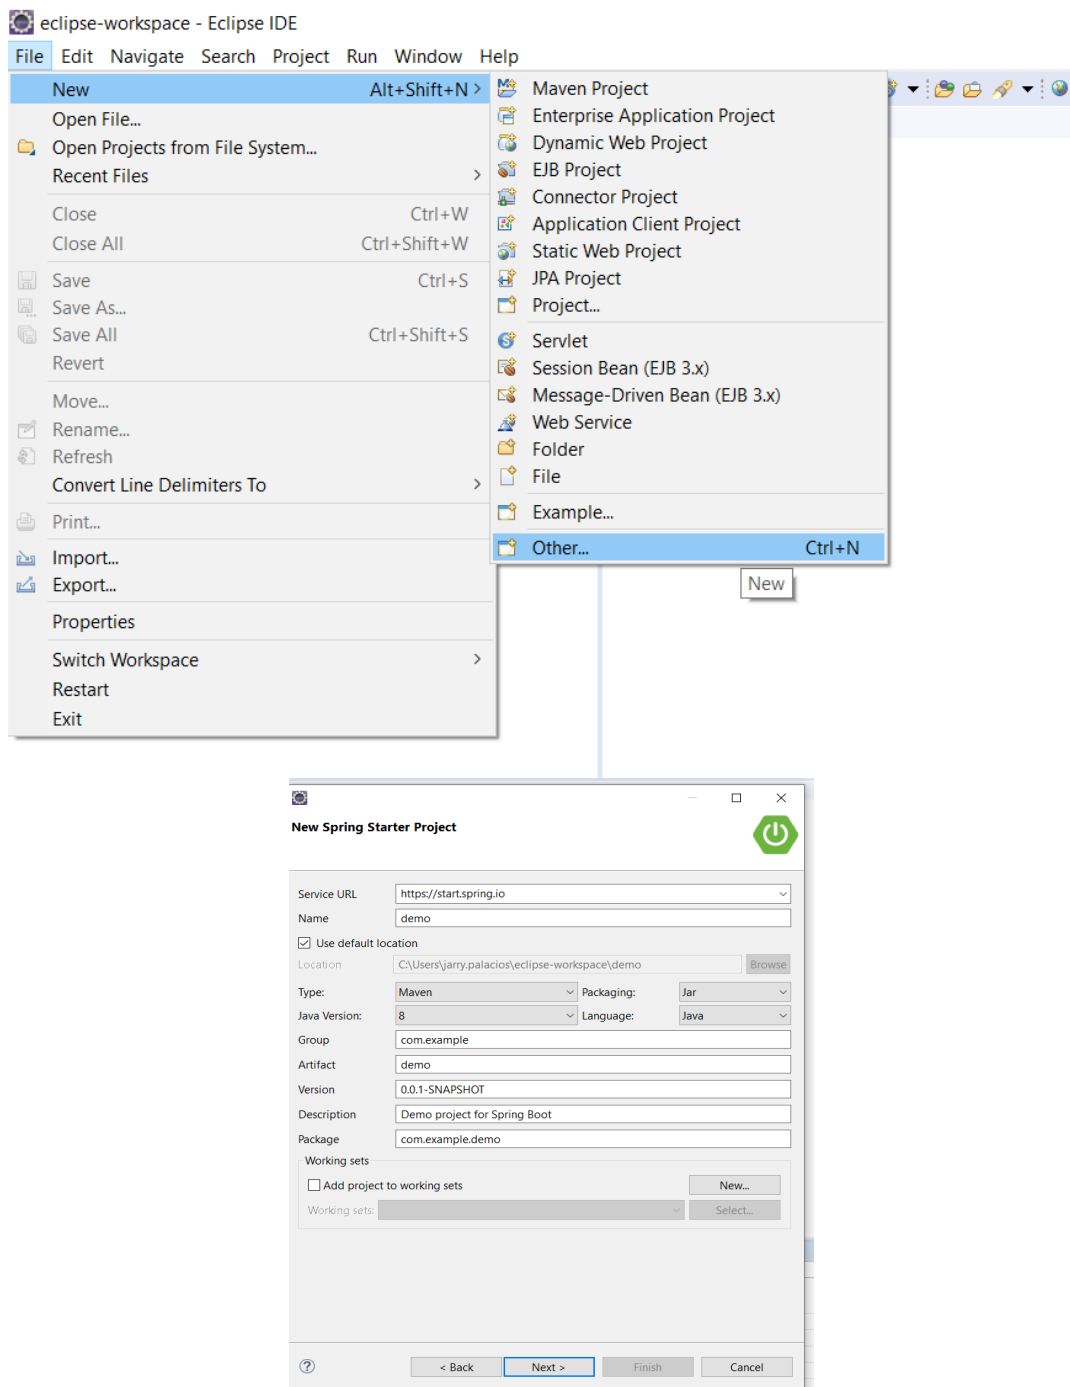 eclipse-workspace - Eclipse IDE
File Edit Navigate Search Project Run Window Help
New Alt+Shift+N >
Open File...
Open Projects from File System...
Recent Files >
Close Ctrl+W
Close All Ctrl+Shift+W
Save Ctrl+S
Save As...
Save All Ctrl+Shift+S
Revert
Move...
Rename...
Refresh
Convert Line Delimiters To >
Print...
Import...
Export...
Properties
Switch Workspace >
Restart
Exit
Maven Project
Enterprise Application Project
Dynamic Web Project
EJB Project
Connector Project
Application Client Project
Static Web Project
JPA Project
Project...
Servlet
Session Bean (EJB 3.x)
Message-Driven Bean (EJB 3.x)
Web Service
Folder
File
Example...
Other... Ctrl+N
New
New Spring Starter Project
Service URL https://start.spring.io
Name demo
Use default location
Location C:\Users\jarry.palacios\eclipse-workspace\demo Browse
Type: Maven Packaging: Jar
Java Version: 8 Language: Java
Group com.example
Artifact demo
Version 0.0.1-SNAPSHOT
Description Demo project for Spring Boot
Package com.example.demo
Working sets
Add project to working sets New...
Working sets: Select...
? < Back Next > Finish Cancel